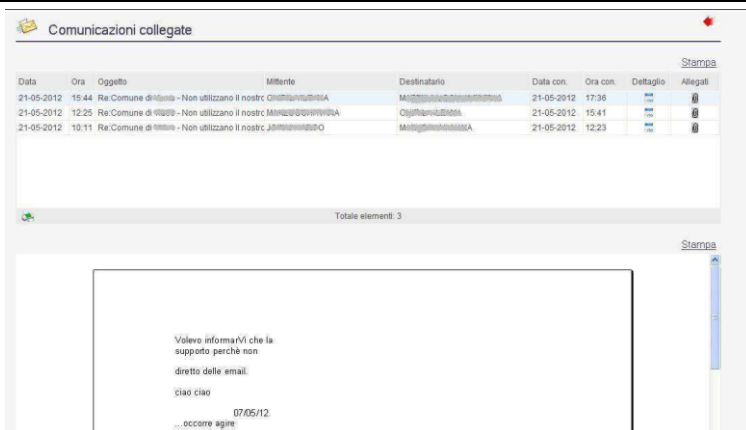 Comunicazioni collegate
Stampa
Data Ora Oggetto Mittente Destinatario Data con. Ora con. Dettaglio Allegati
21-05-2012 15:44 Re:Comune di - Non utilizzano il nostrc 21-05-2012 17:36
21-05-2012 12:25 Re:Comune di - Non utilizzano il nostrc 21-05-2012 15:41
21-05-2012 10:11 Re:Comune di - Non utilizzano il nostrc 21-05-2012 12:23
Totale elementi: 3
Stampa
Volevo informarVi che la
supporto perchè non
diretto delle email.
ciao ciao
07/05/12
...occorre agire